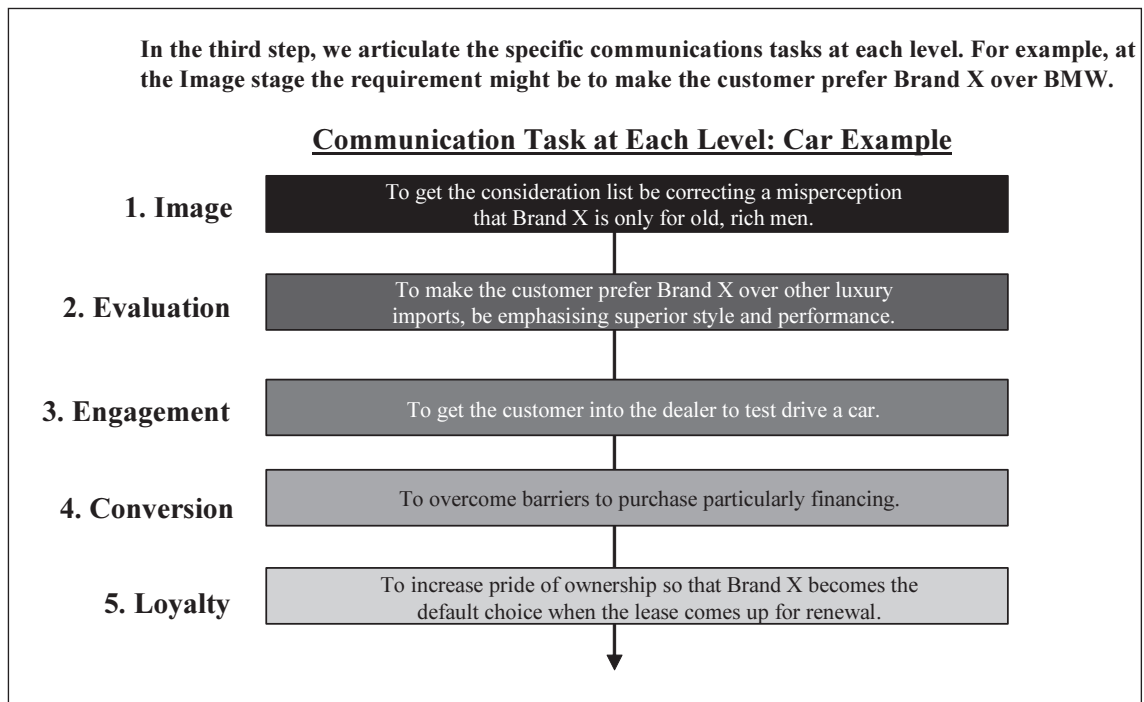 In the third step, we articulate the specific communications tasks at each level. For example, at
the Image stage the requirement might be to make the customer prefer Brand X over BMW.
Communication Task at Each Level: Car Example
1. Image
To get the consideration list be correcting a misperception
that Brand X is only for old, rich men.
2. Evaluation
To make the customer prefer Brand X over other luxury
imports, be emphasising superior style and performance.
3. Engagement
To get the customer into the dealer to test drive a car.
4. Conversion
To overcome barriers to purchase particularly financing.
5. Loyalty
To increase pride of ownership so that Brand X becomes the
default choice when the lease comes up for renewal.